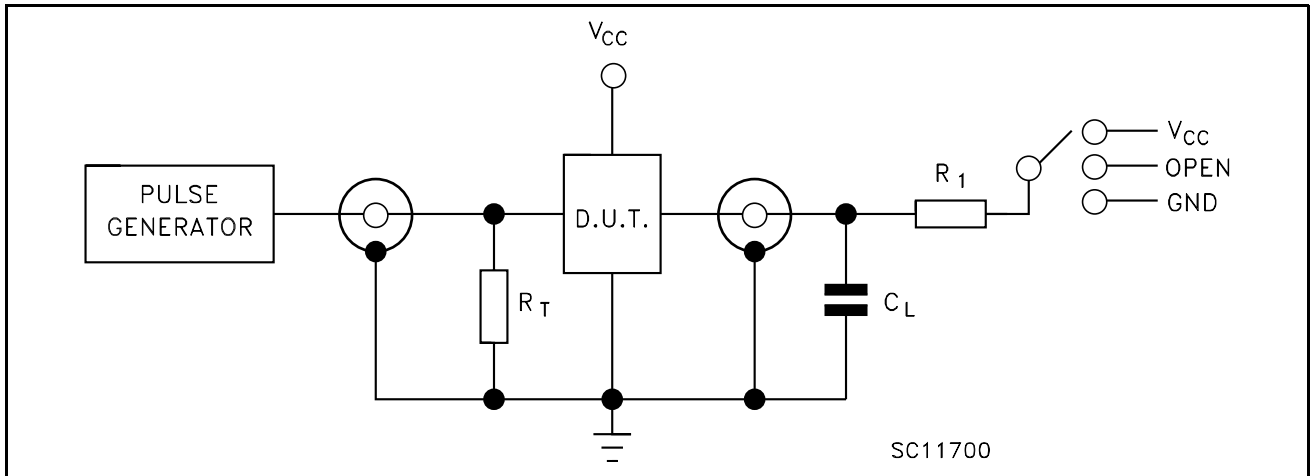 VCC
PULSE
GENERATOR
D.U.T.
RT
CL
R1
VCC
OPEN
GND
SC11700